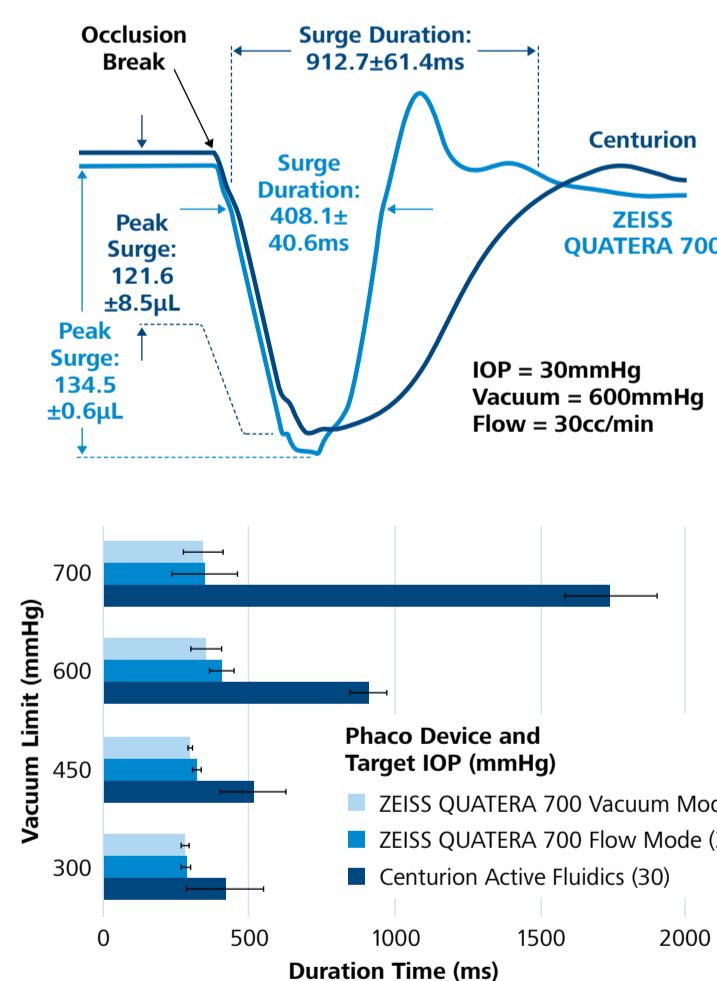 Occlusion
Break
Surge Duration:
912.7±61.4ms
Centurion
Surge
Duration:
408.1±
40.6ms
ZEISS
QUATERA 700
Peak
Surge:
121.6
±8.5µL
Peak
Surge:
134.5
±0.6µL
IOP = 30mmHg
Vacuum = 600mmHg
Flow = 30cc/min
Vacuum Limit (mmHg)
700
600
450
300
Phaco Device and
Target IOP (mmHg)
ZEISS QUATERA 700 Vacuum
ZEISS QUATERA 700 Flow Mode
Centurion Active Fluidics (30)
0 500 1000 1500 2000
Duration Time (ms)